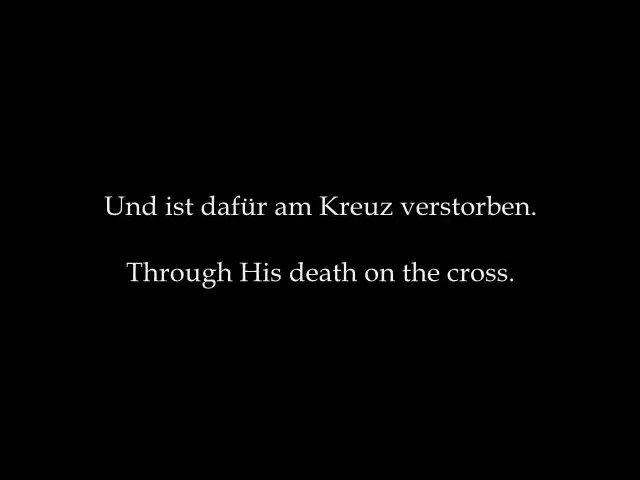 Und ist dafür am Kreuz verstorben.
Through His death on the cross.